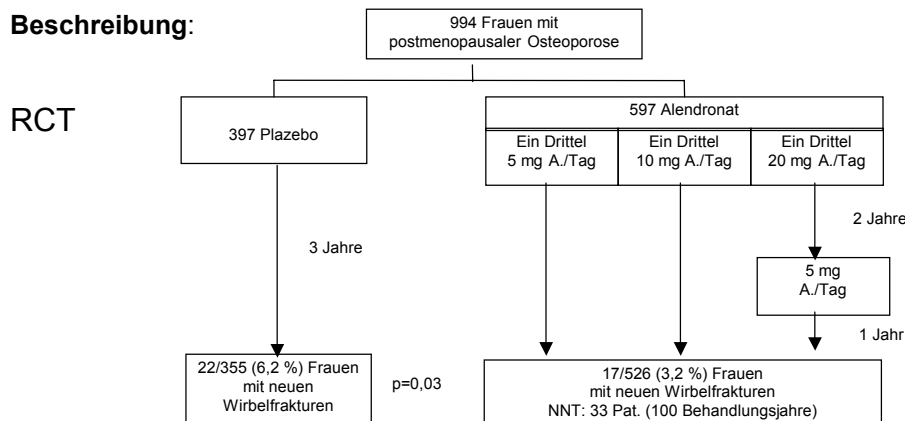 Beschreibung:
994 Frauen mit
postmenopausaler Osteoporose
RCT
397 Plazebo
597 Alendronat
Ein Drittel
5 mg A./Tag
Ein Drittel
10 mg A./Tag
Ein Drittel
20 mg A./Tag
3 Jahre
2 Jahre
5 mg
A./Tag
1 Jahr
22/355 (6,2 %) Frauen
mit neuen
Wirbelfrakturen
p=0,03
17/526 (3,2 %) Frauen
mit neuen Wirbelfrakturen
NNT: 33 Pat. (100 Behandlungsjahre)